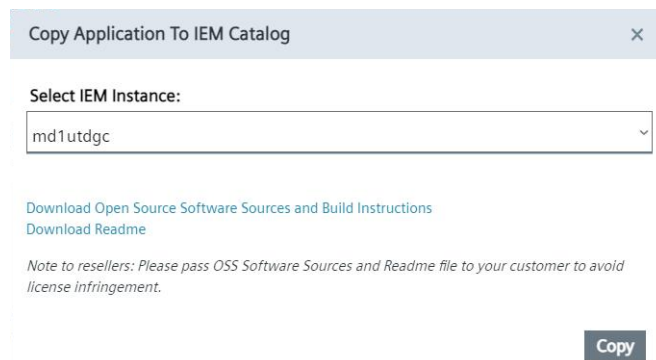 Copy Application To IEM Catalog
Select IEM Instance:
md1utdgc
Download Open Source Software Sources and Build Instructions
Download Readme
Note to resellers: Please pass OSS Software Sources and Readme file to your customer to avoid
license infringement.
Copy